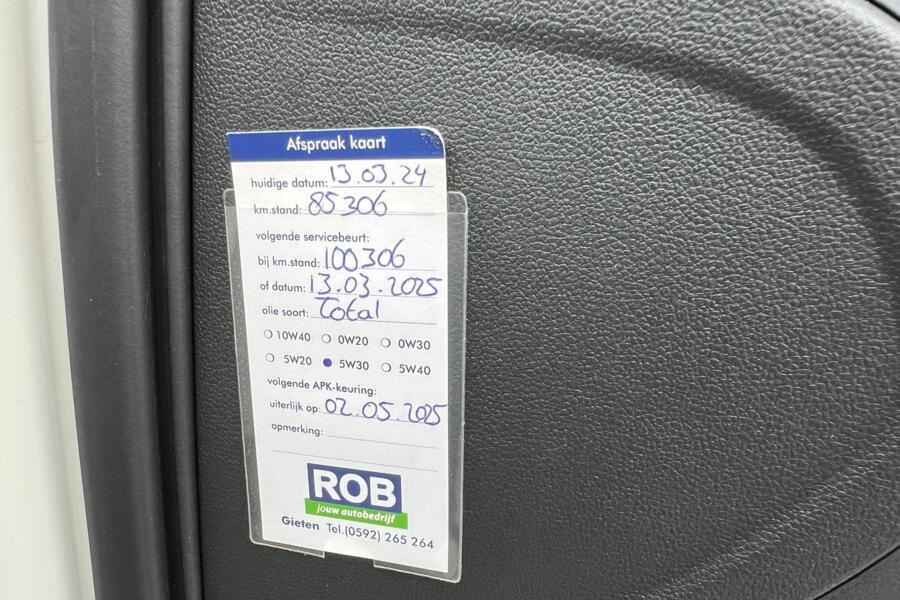 Afspraak kaart
huidige datum: 13.03.24
km.stand: 85306
volgende servicebeurt:
bij km.stand: 100306
of datum: 13.03.2025
olie soort: Total
10W40 0W20 0W30
5W20 5W30 5W40
volgende APK-keuring:
uiterlijk op: 02.05.2025
opmerking:
ROB
jouw autobedrijf
Gieten Tel.(0592) 265 264